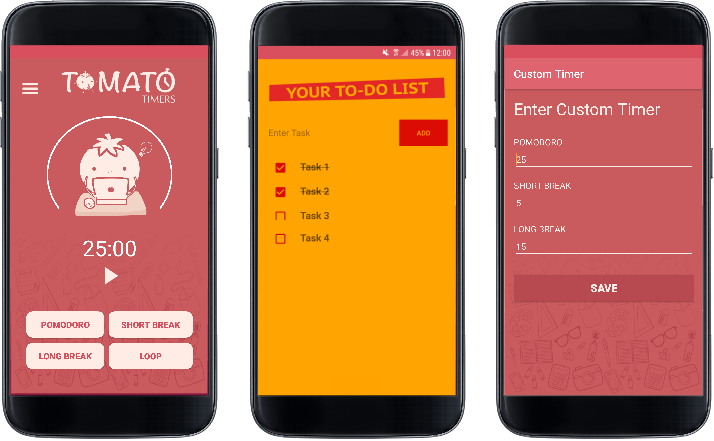 TOMATO
TIMERS
25:00
POMODORO
SHORT BREAK
LONG BREAK
LOOP
45% 12:00
YOUR TO-DO LIST
Enter Task
ADD
Task 1
Task 2
Task 3
Task 4
Custom Timer
Enter Custom Timer
POMODORO
25
SHORT BREAK
5
LONG BREAK
15
SAVE